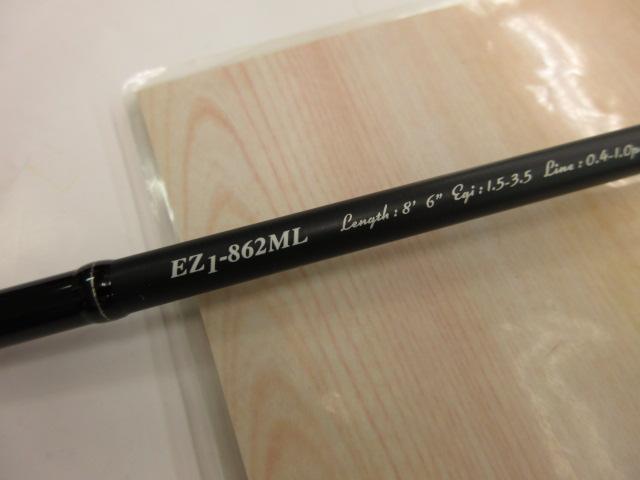 EZ1-862ML Length : 8' 6" Egi : 1.5-3.5 Line : 0.4-1.0